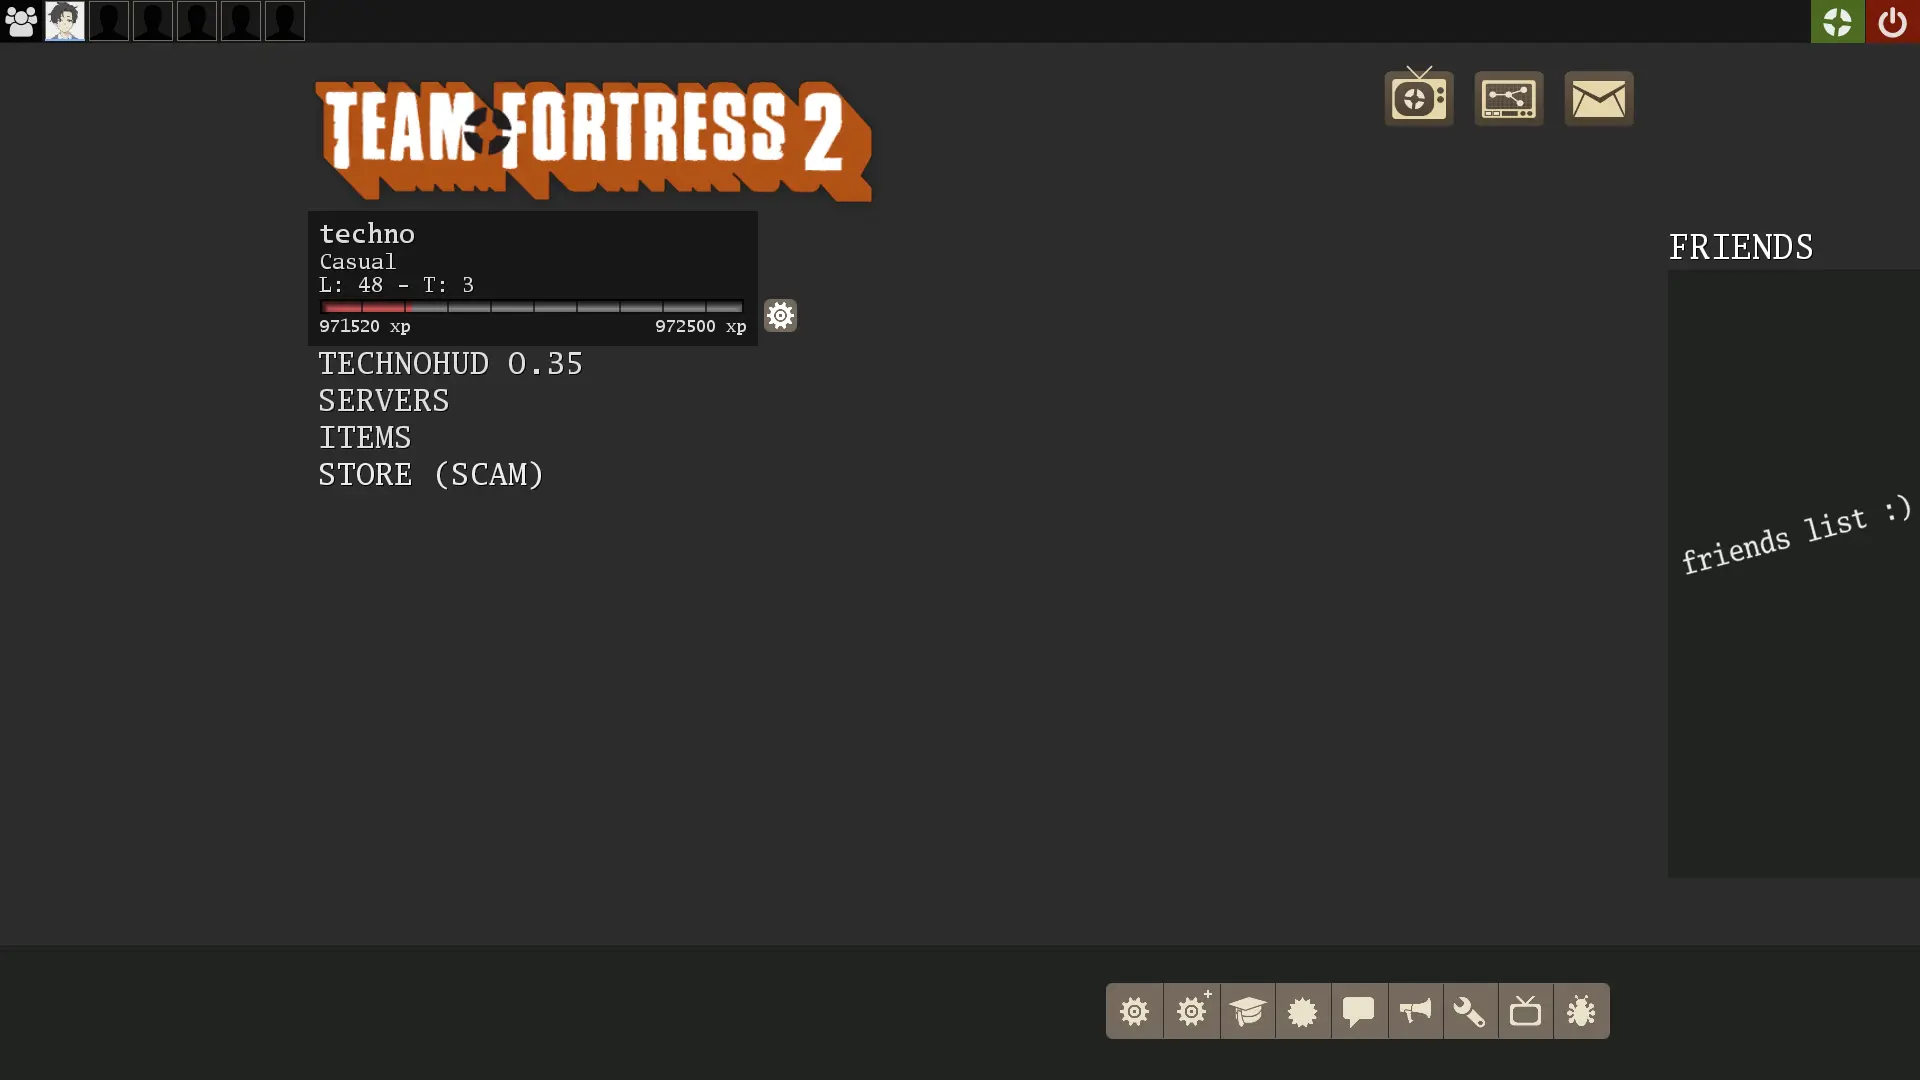 TEAM FORTRESS 2
techno
Casual
L: 48 - T: 3
971520 xp
972500 xp
TECHNOHUD 0.35
SERVERS
ITEMS
STORE (SCAM)
FRIENDS
friends list :)